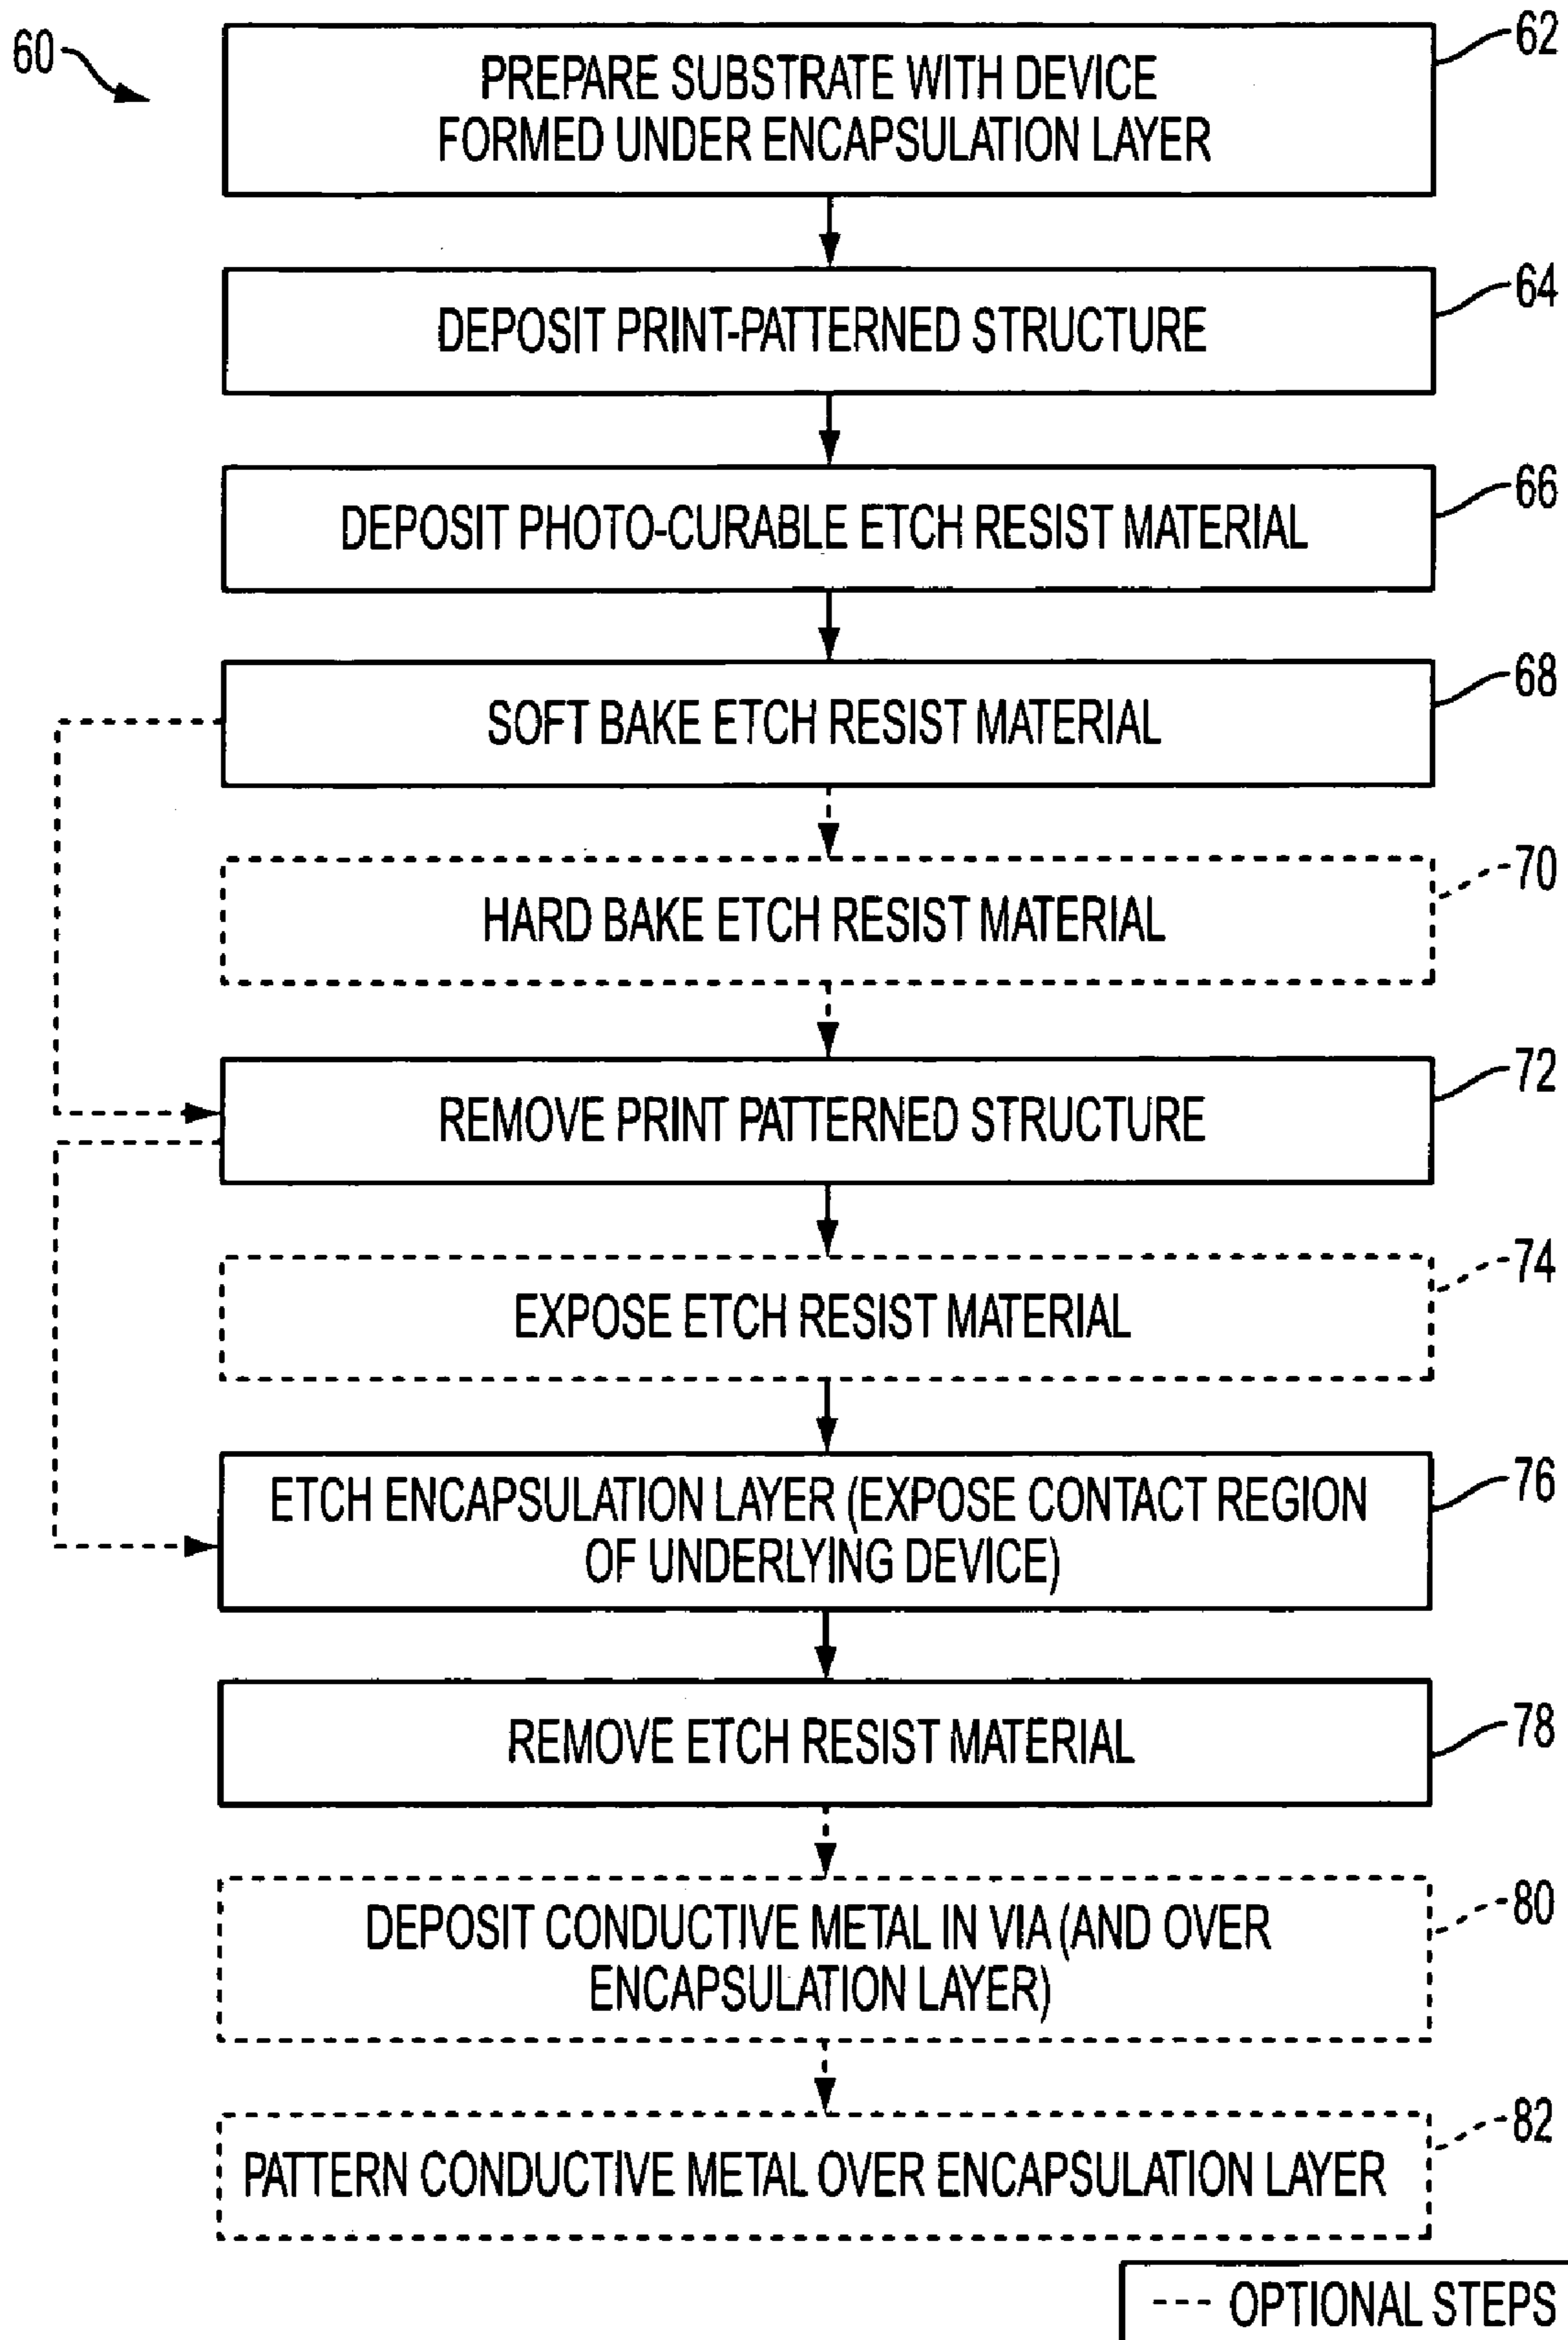 60
62
PREPARE SUBSTRATE WITH DEVICE
FORMED UNDER ENCAPSULATION LAYER
64
DEPOSIT PRINT-PATTERNED STRUCTURE
66
DEPOSIT PHOTO-CURABLE ETCH RESIST MATERIAL
68
SOFT BAKE ETCH RESIST MATERIAL
70
HARD BAKE ETCH RESIST MATERIAL
72
REMOVE PRINT PATTERNED STRUCTURE
74
EXPOSE ETCH RESIST MATERIAL
76
ETCH ENCAPSULATION LAYER (EXPOSE CONTACT REGION
OF UNDERLYING DEVICE)
78
REMOVE ETCH RESIST MATERIAL
80
DEPOSIT CONDUCTIVE METAL IN VIA (AND OVER
ENCAPSULATION LAYER)
82
PATTERN CONDUCTIVE METAL OVER ENCAPSULATION LAYER
--- OPTIONAL STEPS